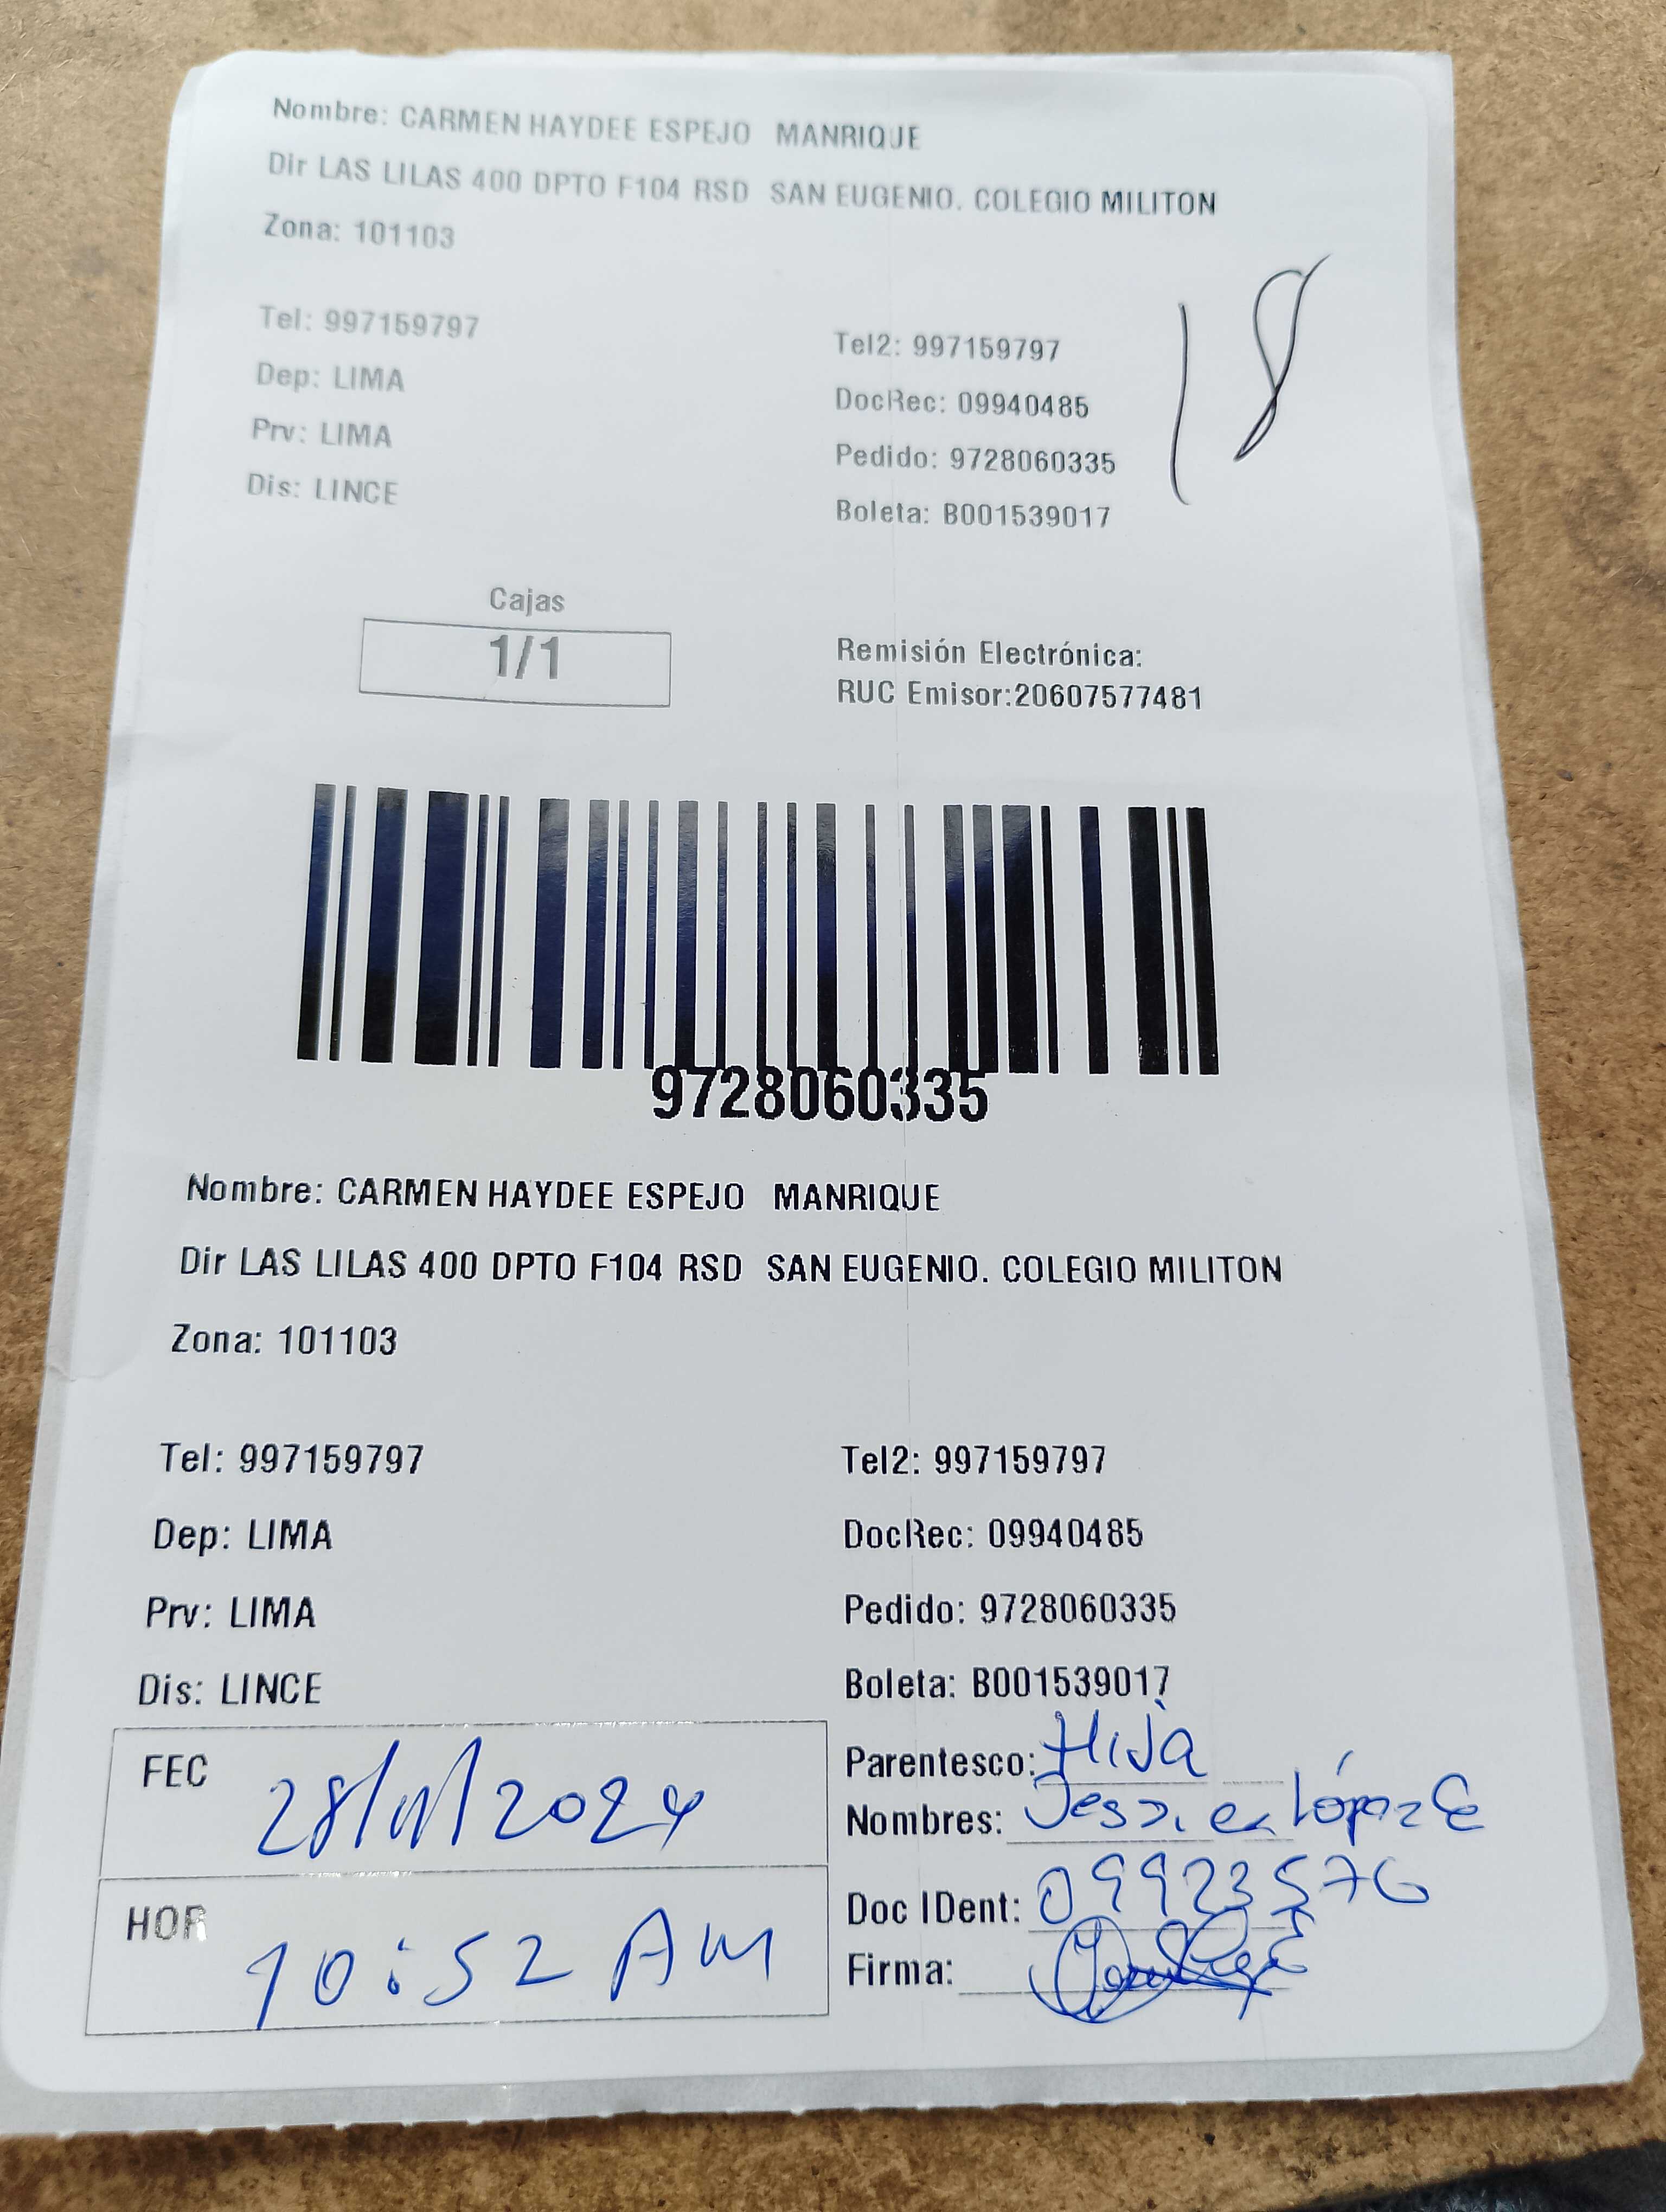 Nombre: CARMEN HAYDEE ESPEJO MANRIQUE
Dir LAS LILAS 400 DPTO F104 RSD SAN EUGENIO. COLEGIO MILITON
Zona: 101103
18
Tel: 997159797
Tel2: 997159797
Dep: LIMA
DocRec: 09940485
Prv: LIMA
Pedido: 9728060335
Dis: LINCE
Boleta: B001539017
Cajas
1/1
Remisión Electrónica:
RUC Emisor:20607577481
9728060335
Nombre: CARMEN HAYDEE ESPEJO MANRIQUE
Dir LAS LILAS 400 DPTO F104 RSD SAN EUGENIO. COLEGIO MILITON
Zona: 101103
Tel: 997159797
Tel2: 997159797
Dep: LIMA
DocRec: 09940485
Prv: LIMA
Pedido: 9728060335
Dis: LINCE
Boleta: B001539017
FEC 28/11/2024
Parentesco: Hija
Nombres: Jessica López E
HOR 10:52 AM
Doc IDent: 09923576
Firma: